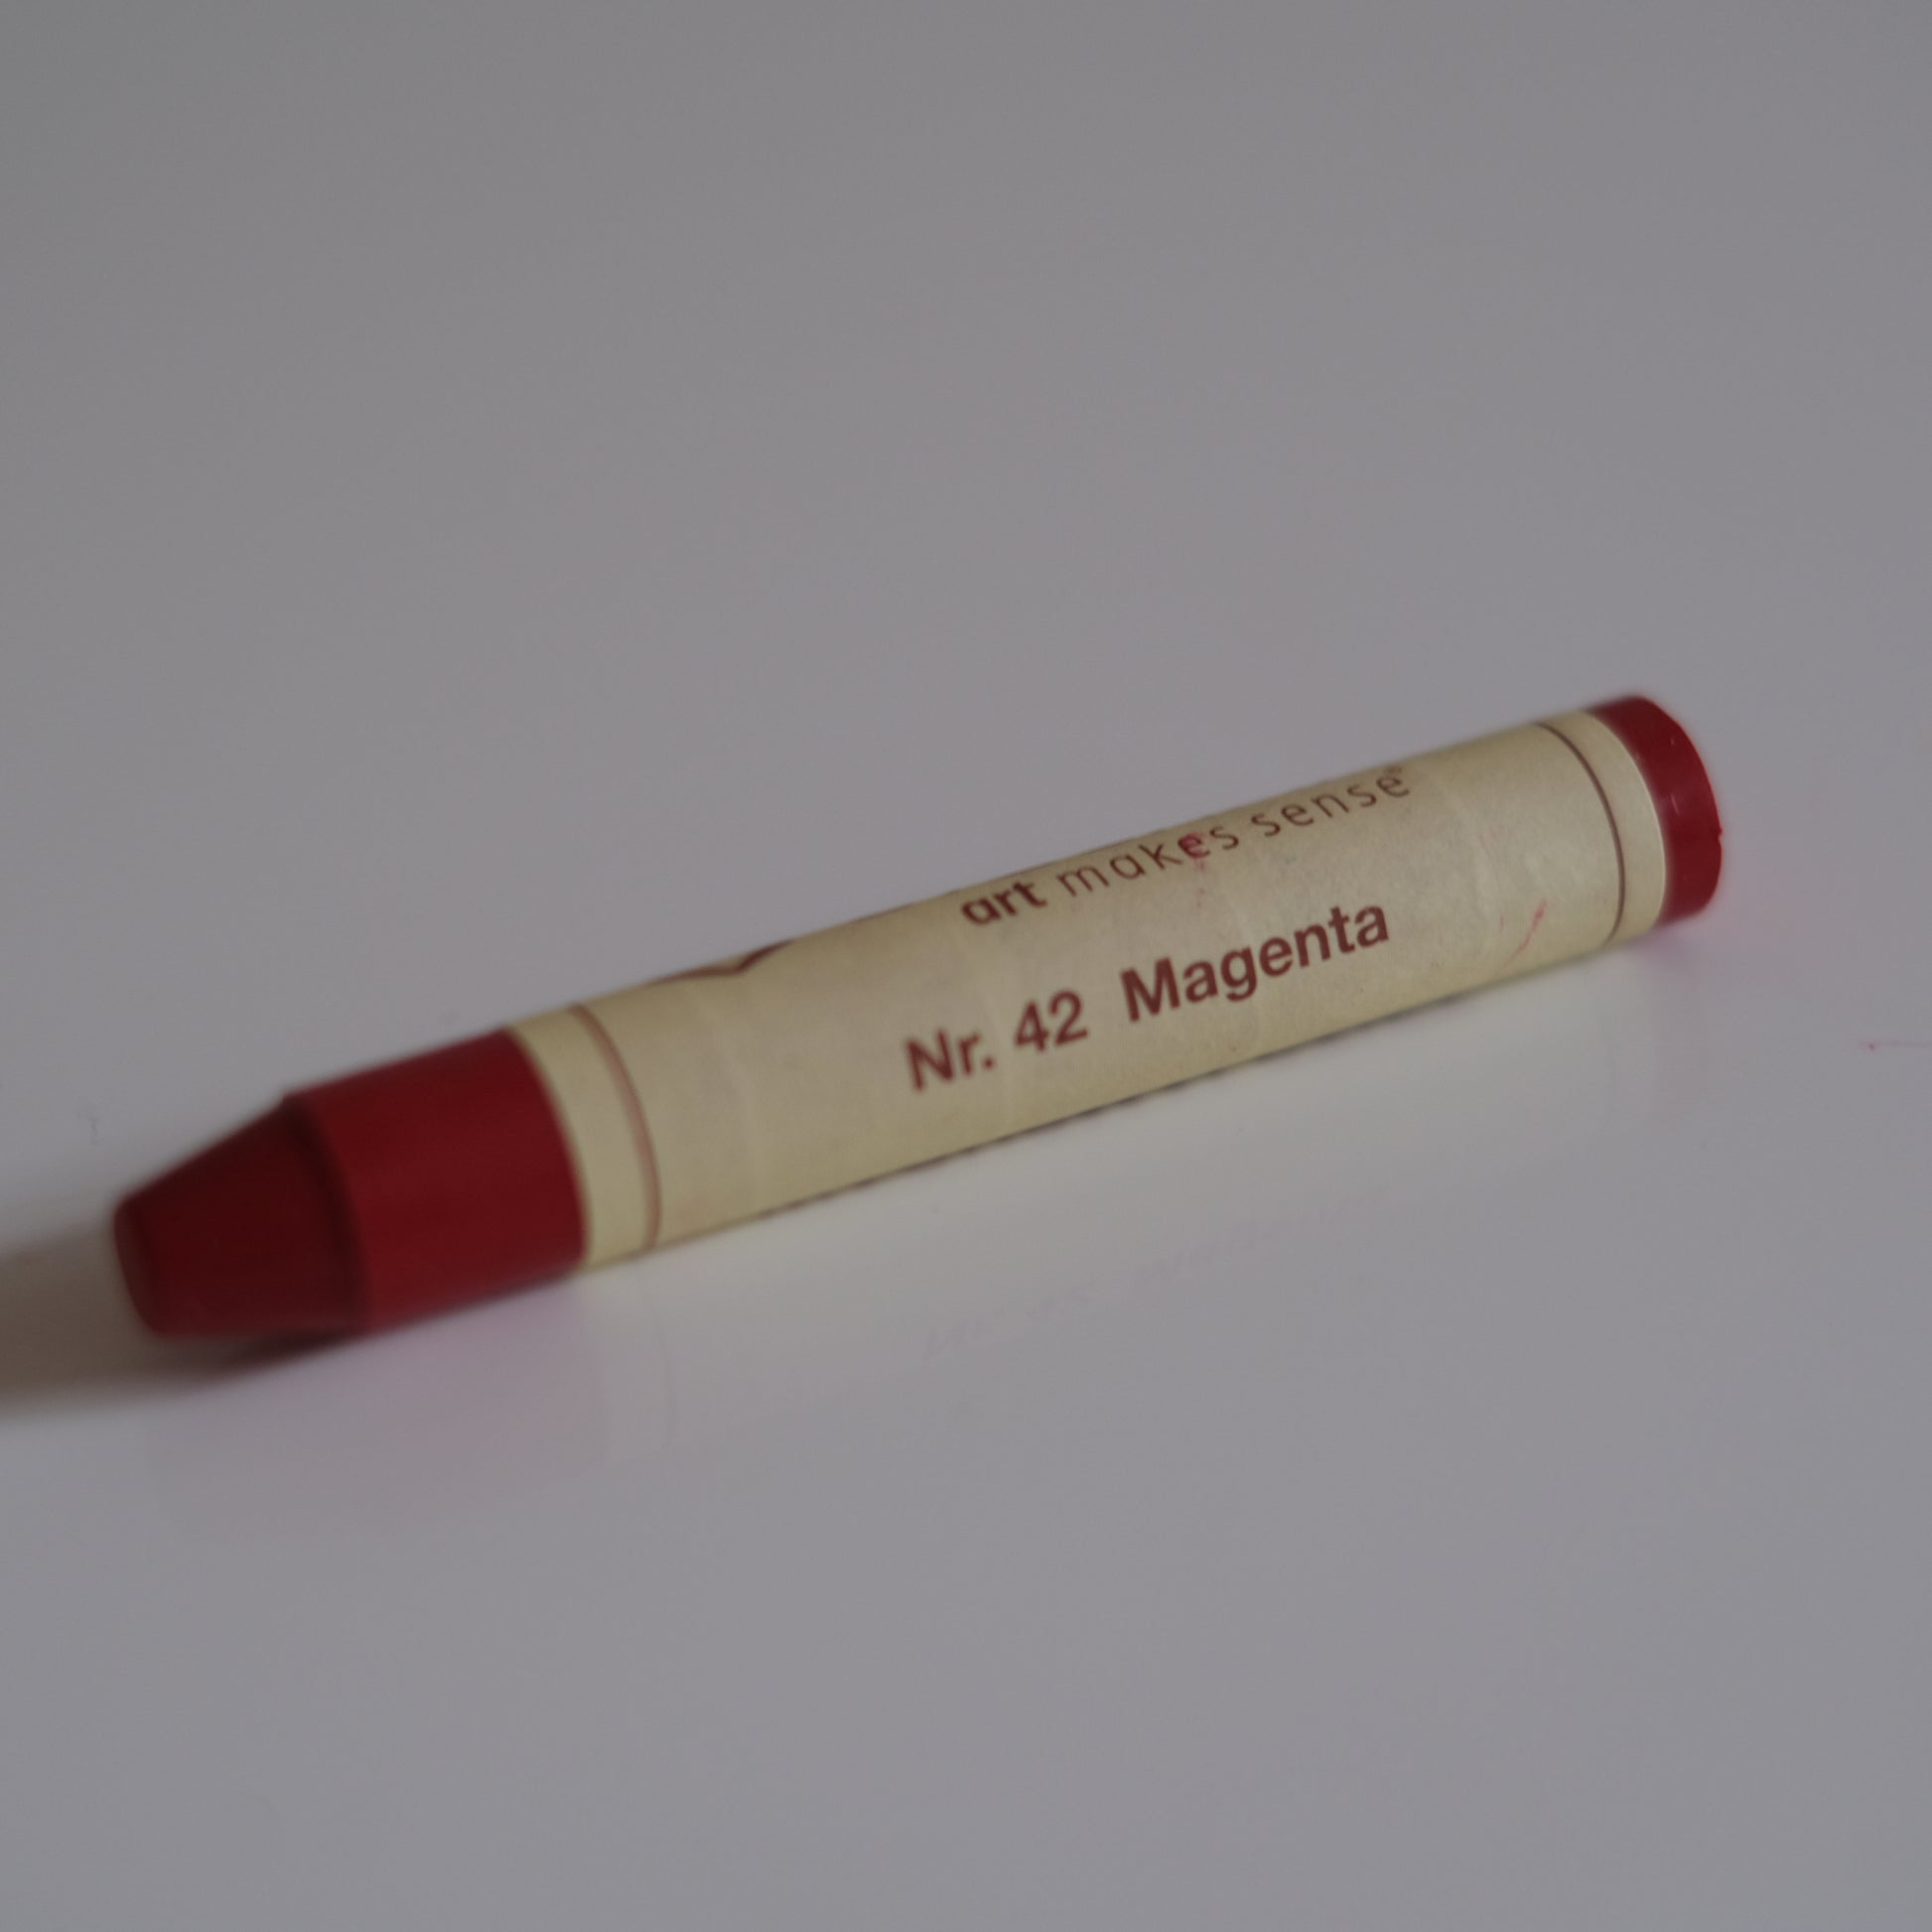 art makes sense®
Nr. 42 Magenta